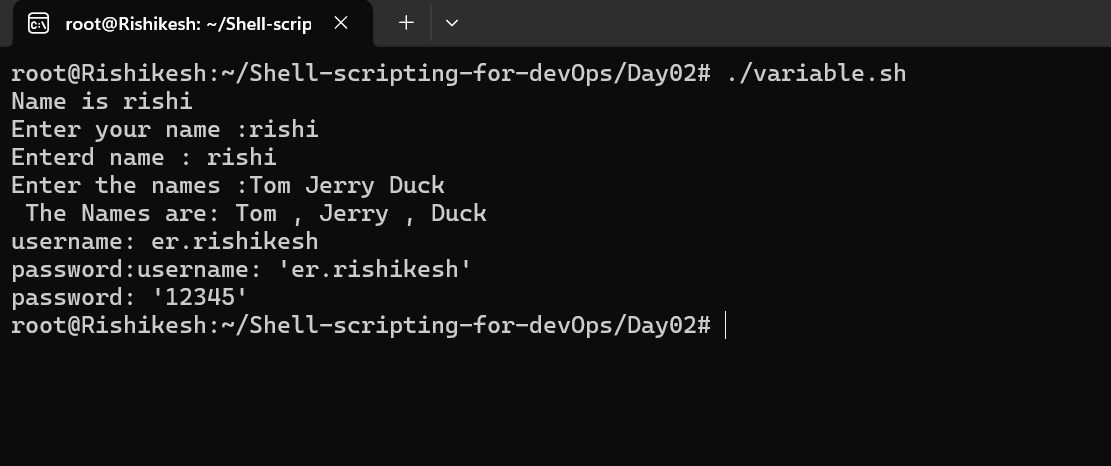 root@Rishikesh: ~/Shell-scrip
root@Rishikesh:~/Shell-scripting-for-devOps/Day02# ./variable.sh
Name is rishi
Enter your name :rishi
Enterd name : rishi
Enter the names :Tom Jerry Duck
 The Names are: Tom , Jerry , Duck
username: er.rishikesh
password:username: 'er.rishikesh'
password: '12345'
root@Rishikesh:~/Shell-scripting-for-devOps/Day02#